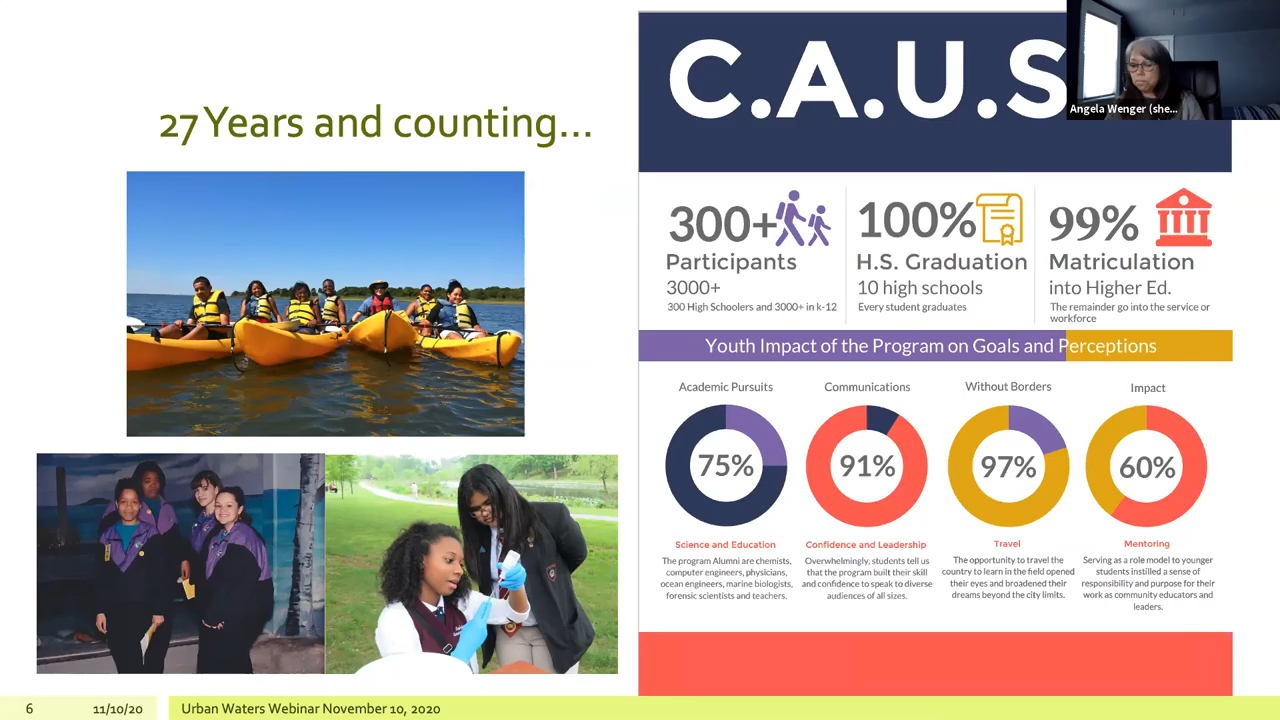 27 Years and counting...
C.A.U.S
Angela Wenger (she...
300+
Participants
3000+
300 High Schoolers and 3000+ in k-12
100%
H.S. Graduation
10 high schools
Every student graduates
99%
Matriculation
into Higher Ed.
The remainder go into the service or
workforce
Youth Impact of the Program on Goals and Perceptions
Academic Pursuits
75%
Science and Education
The program Alumni are chemists,
computer engineers, physicians,
ocean engineers, marine biologists,
forensic scientists and teachers.
Communications
91%
Confidence and Leadership
Overwhelmingly, students tell us
that the program built their skill
and confidence to speak to diverse
audiences of all sizes.
Without Borders
97%
Travel
The opportunity to travel the
country to learn in the field opened
their eyes and broadened their
dreams beyond the city limits.
Impact
60%
Mentoring
Serving as a role model to younger
students instilled a sense of
responsibility and purpose for their
work as community educators and
leaders.
6
11/10/20
Urban Waters Webinar November 10, 2020